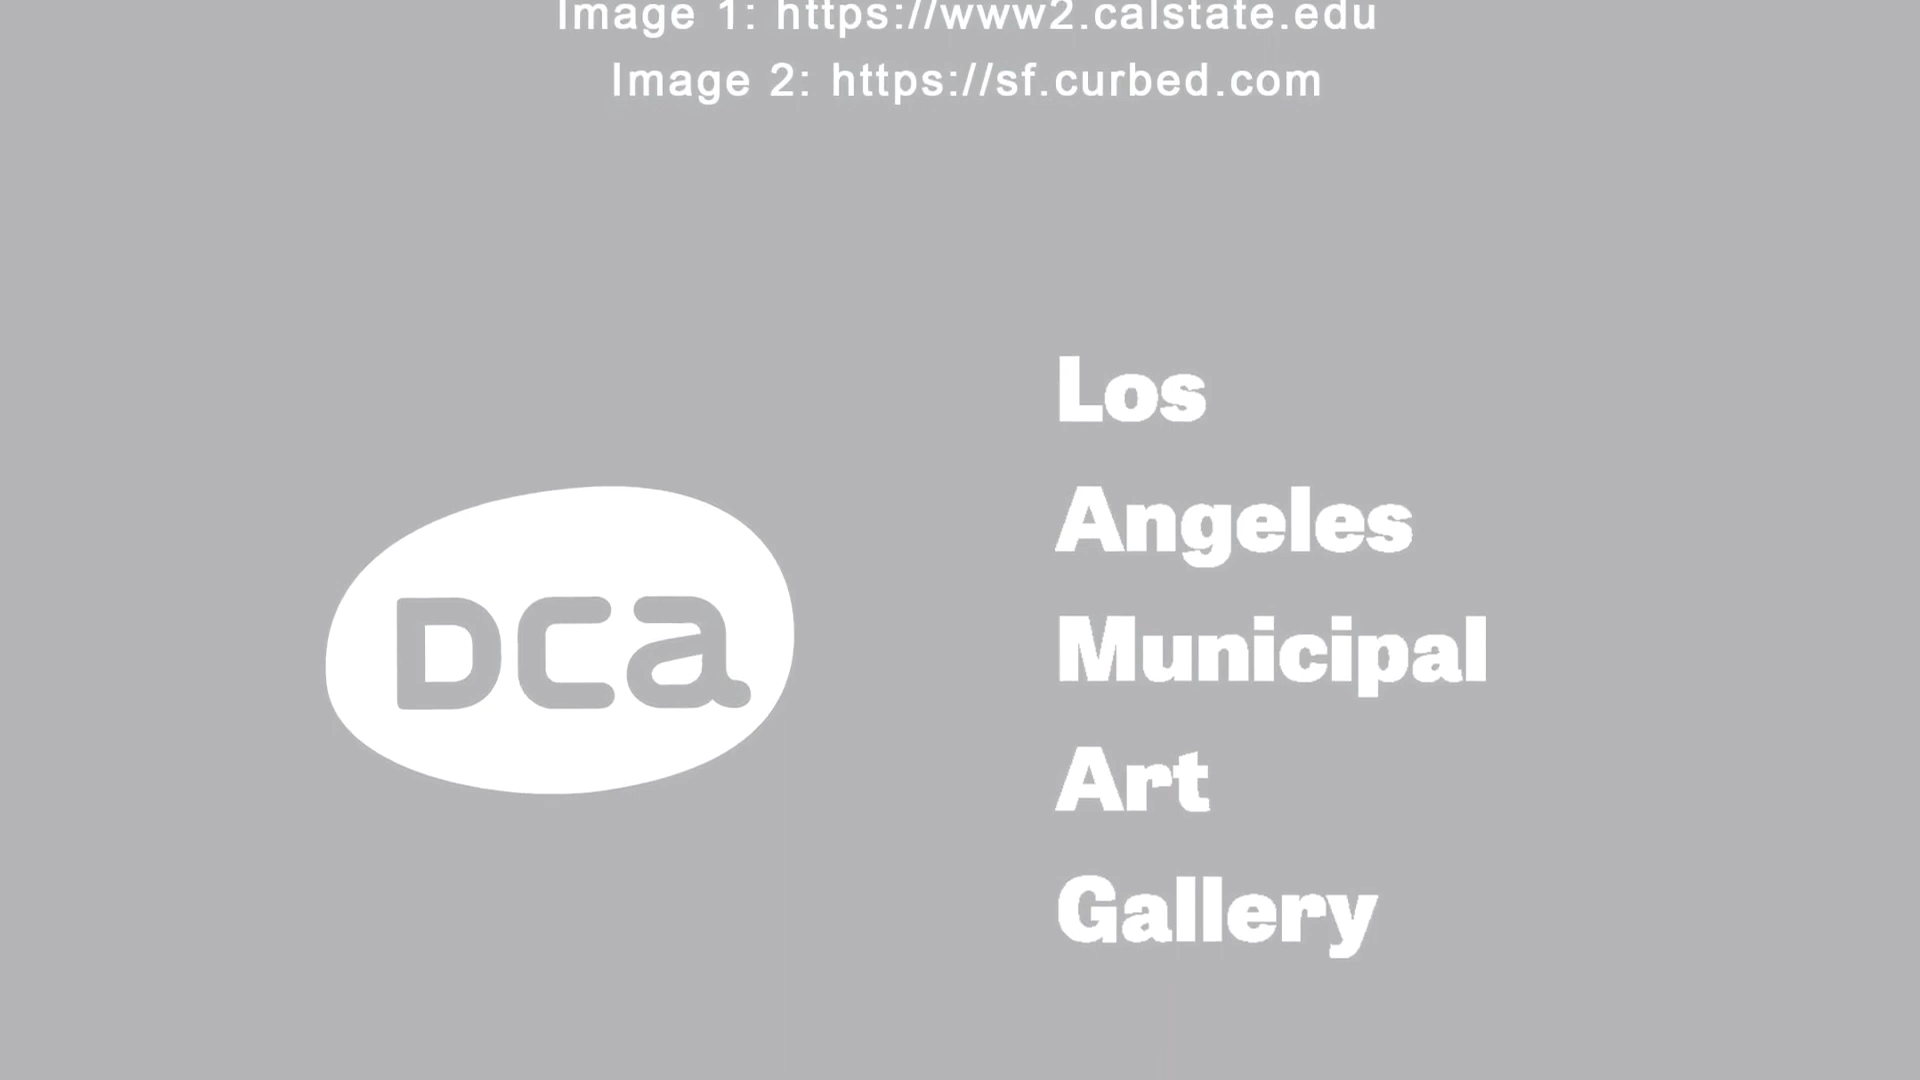 Image 1: https://www2.calstate.edu
Image 2: https://sf.curbed.com
DCa
Los
Angeles
Municipal
Art
Gallery